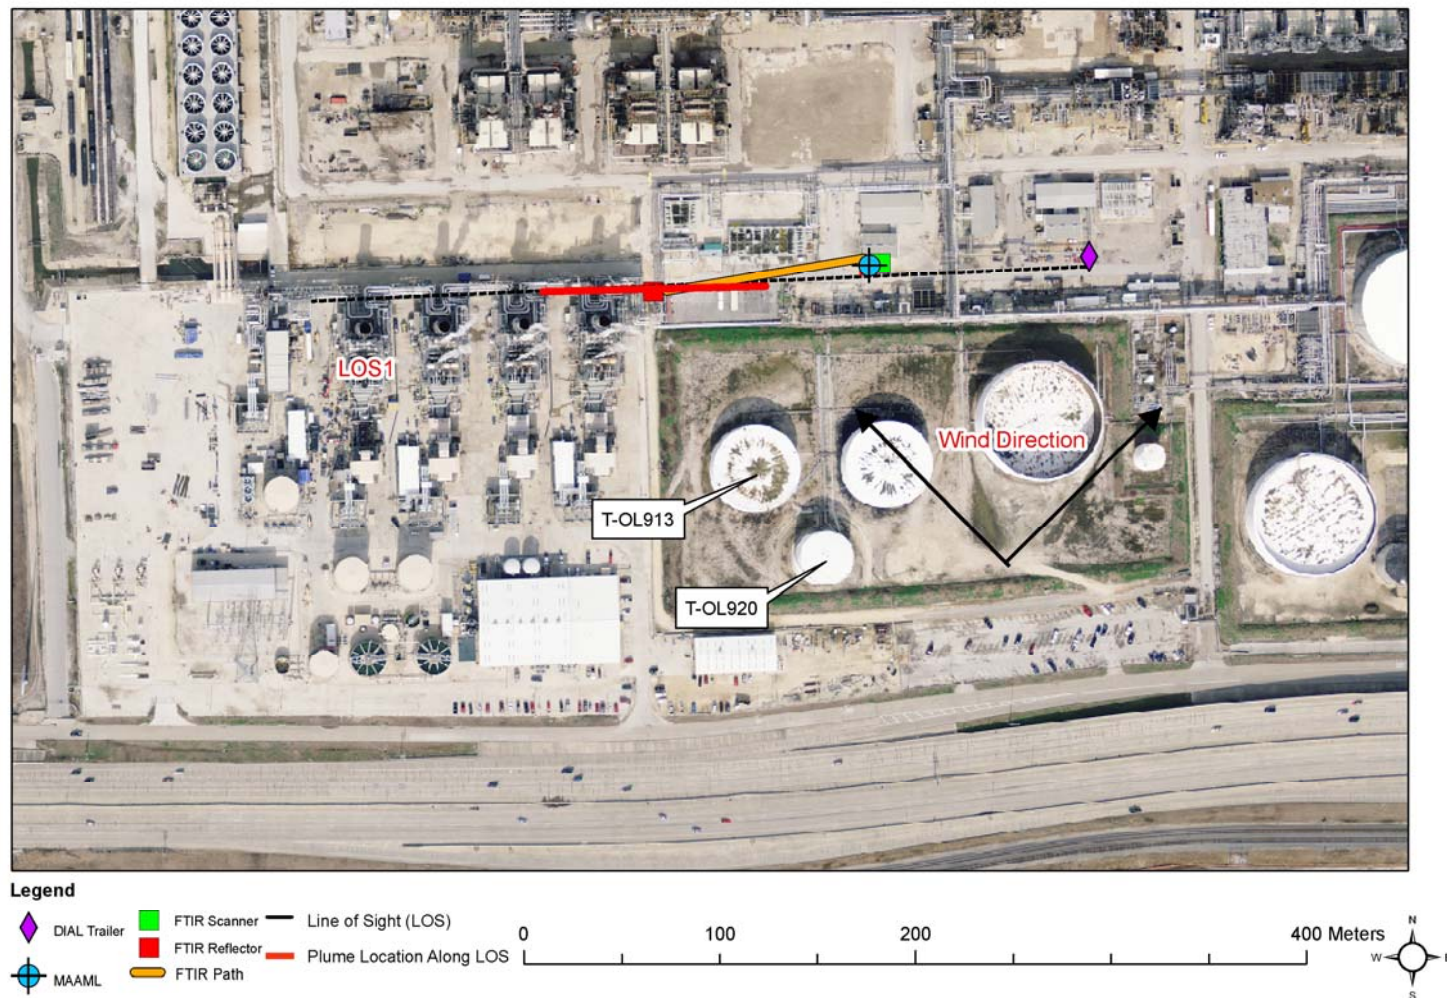 LOS1
Wind Direction
T-OL913
T-OL920
Legend
DIAL Trailer
MAAML
FTIR Scanner
FTIR Reflector
FTIR Path
Line of Sight (LOS)
Plume Location Along LOS
0 100 200 400 Meters
N
W E
S